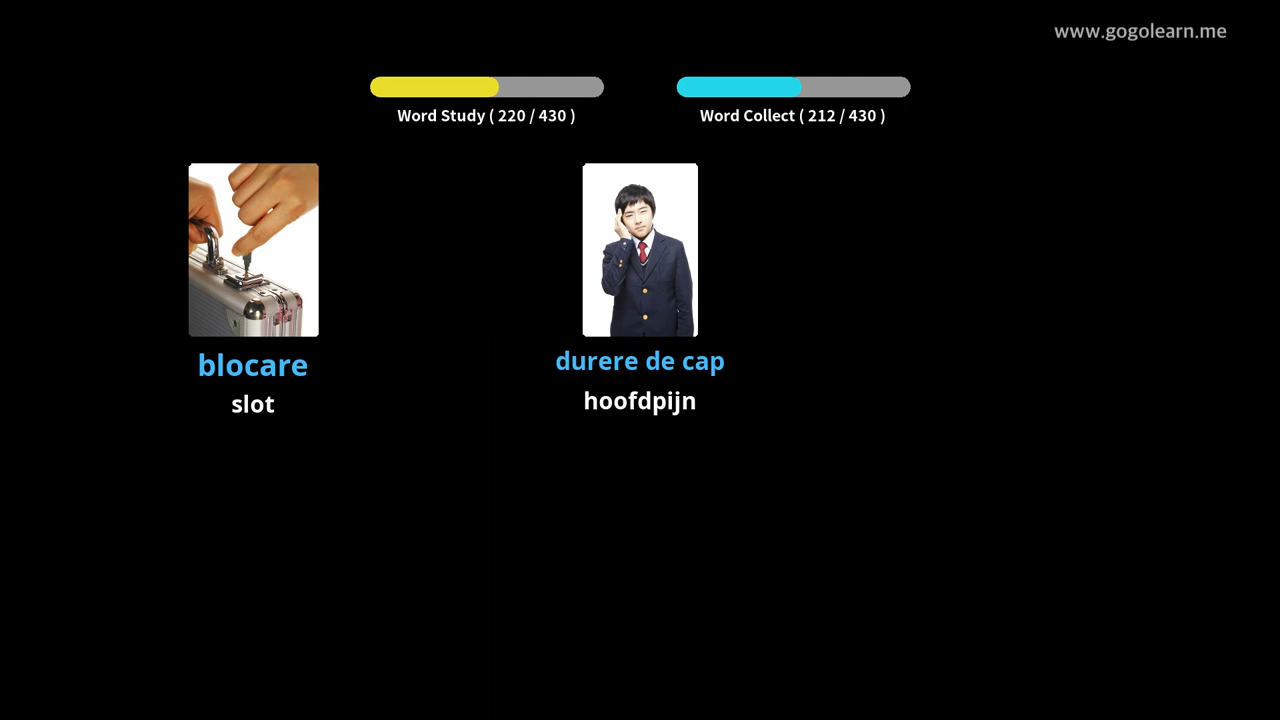 www.gogolearn.me
Word Study ( 220 / 430 )
Word Collect ( 212 / 430 )
blocare
slot
durere de cap
hoofdpijn